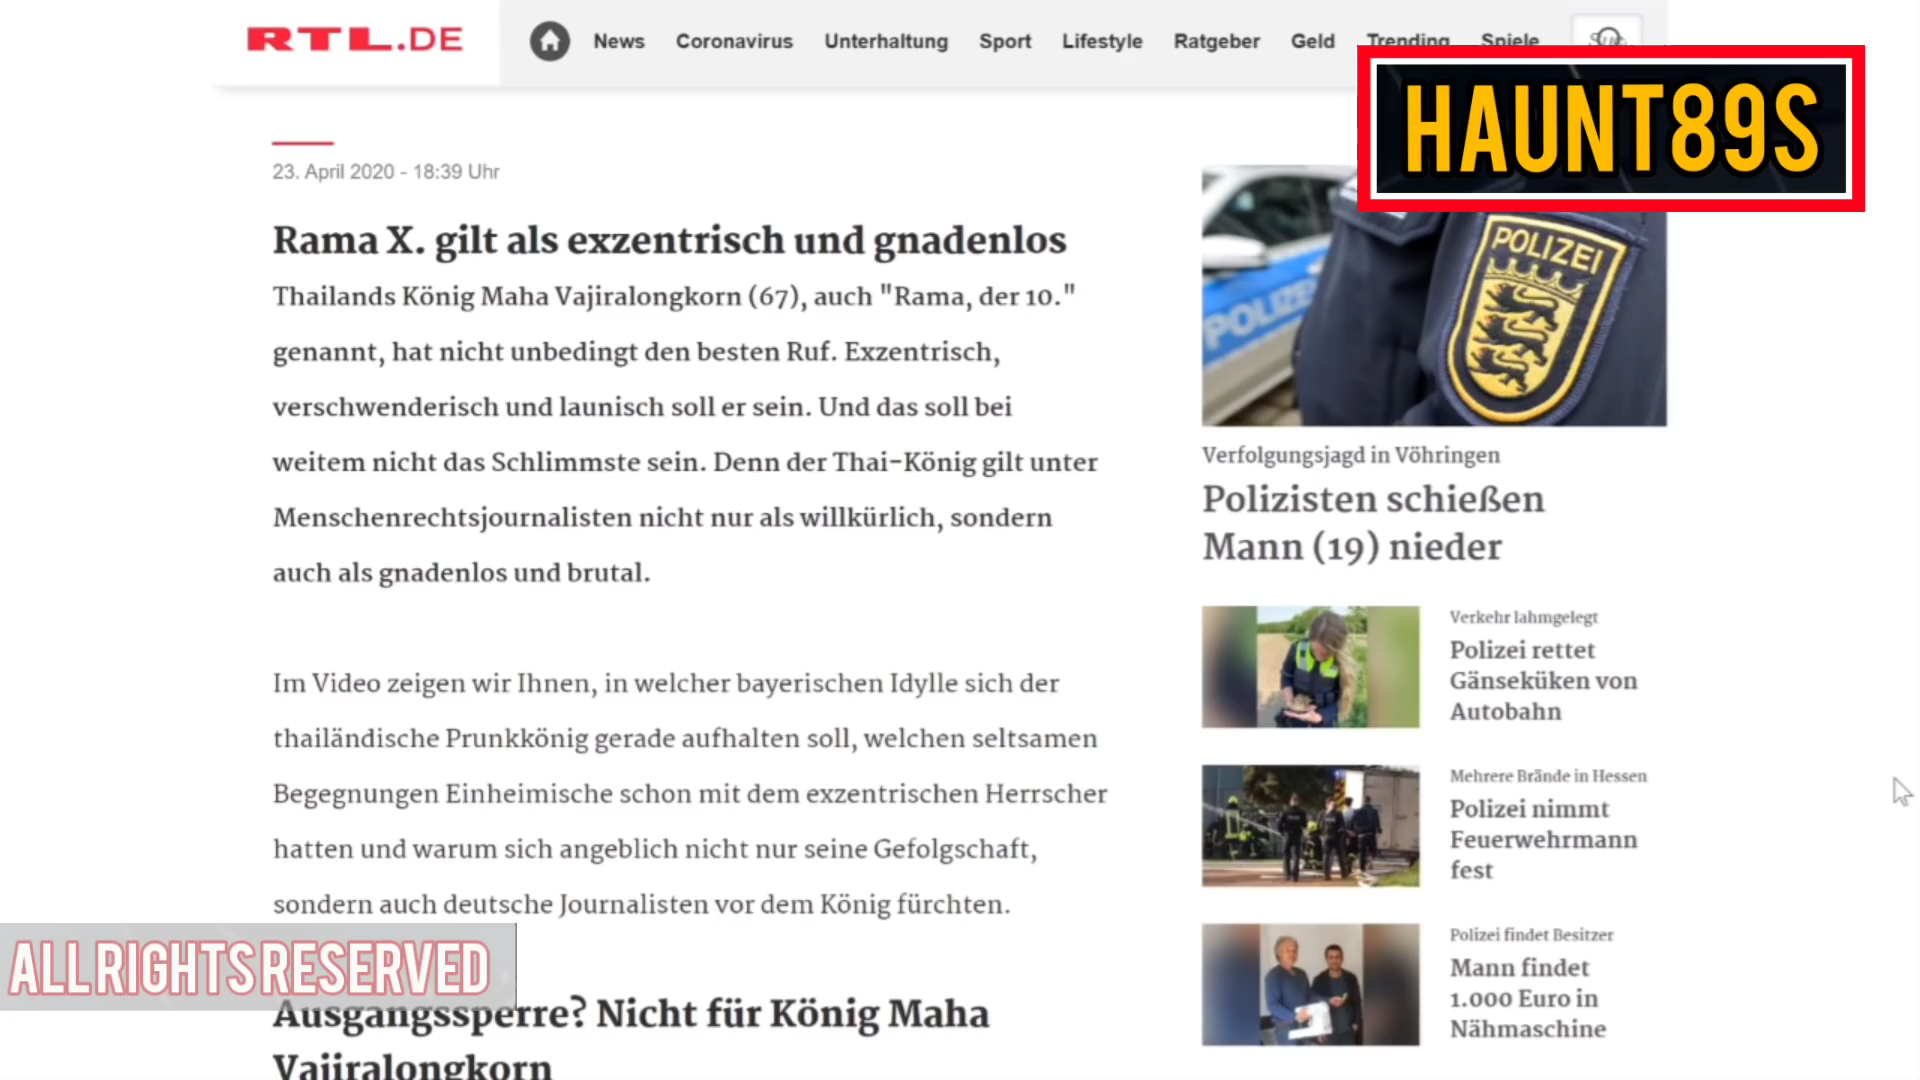 RTL.DE
News Coronavirus Unterhaltung Sport Lifestyle Ratgeber Geld Trending Spiele
HAUNT89S
23. April 2020 - 18:39 Uhr
Rama X. gilt als exzentrisch und gnadenlos
Thailands König Maha Vajiralongkorn (67), auch "Rama, der 10."
genannt, hat nicht unbedingt den besten Ruf. Exzentrisch,
verschwenderisch und launisch soll er sein. Und das soll bei
weitem nicht das Schlimmste sein. Denn der Thai-König gilt unter
Menschenrechtsjournalisten nicht nur als willkürlich, sondern
auch als gnadenlos und brutal.
Im Video zeigen wir Ihnen, in welcher bayerischen Idylle sich der
thailändische Prunkkönig gerade aufhalten soll, welchen seltsamen
Begegnungen Einheimische schon mit dem exzentrischen Herrscher
hatten und warum sich angeblich nicht nur seine Gefolgschaft,
sondern auch deutsche Journalisten vor dem König fürchten.
ALL RIGHTS RESERVED
Ausgangssperre? Nicht für König Maha
Vajiralongkorn
POLIZEI
POLIZEI
Verfolgungsjagd in Vöhringen
Polizisten schießen
Mann (19) nieder
Verkehr lahmgelegt
Polizei rettet
Gänseküken von
Autobahn
Mehrere Brände in Hessen
Polizei nimmt
Feuerwehrmann
fest
Polizei findet Besitzer
Mann findet
1.000 Euro in
Nähmaschine